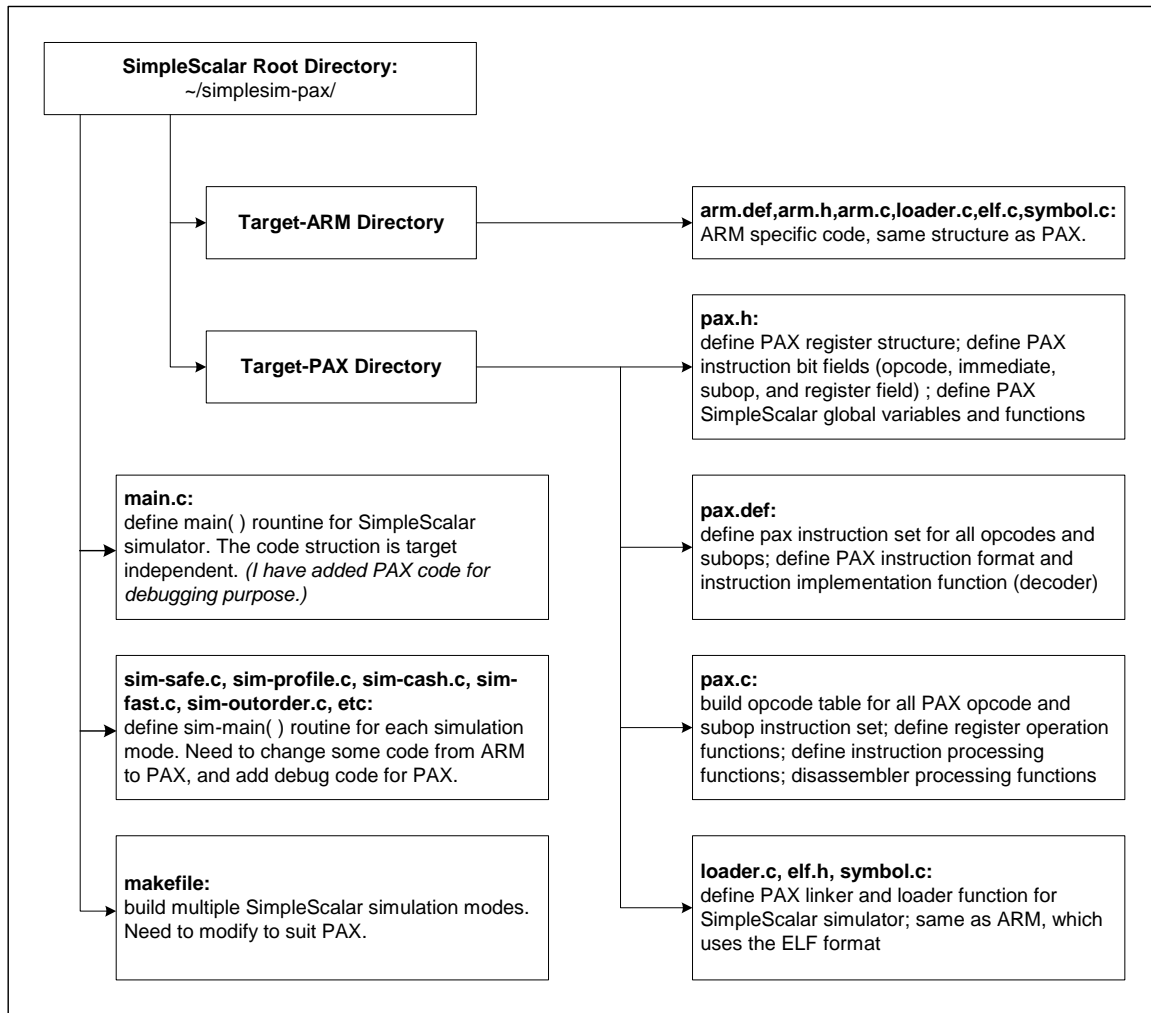 SimpleScalar Root Directory:
~/simplesim-pax/
Target-ARM Directory
arm.def,arm.h,arm.c,loader.c,elf.c,symbol.c:
ARM specific code, same structure as PAX.
Target-PAX Directory
pax.h:
define PAX register structure; define PAX
instruction bit fields (opcode, immediate,
subop, and register field) ; define PAX
SimpleScalar global variables and functions
main.c:
define main( ) rountine for SimpleScalar
simulator. The code struction is target
independent. (I have added PAX code for
debugging purpose.)
pax.def:
define pax instruction set for all opcodes and
subops; define PAX instruction format and
instruction implementation function (decoder)
sim-safe.c, sim-profile.c, sim-cash.c, sim-
fast.c, sim-outorder.c, etc:
define sim-main( ) routine for each simulation
mode. Need to change some code from ARM
to PAX, and add debug code for PAX.
pax.c:
build opcode table for all PAX opcode and
subop instruction set; define register operation
functions; define instruction processing
functions; disassembler processing functions
makefile:
build multiple SimpleScalar simulation modes.
Need to modify to suit PAX.
loader.c, elf.h, symbol.c:
define PAX linker and loader function for
SimpleScalar simulator; same as ARM, which
uses the ELF format